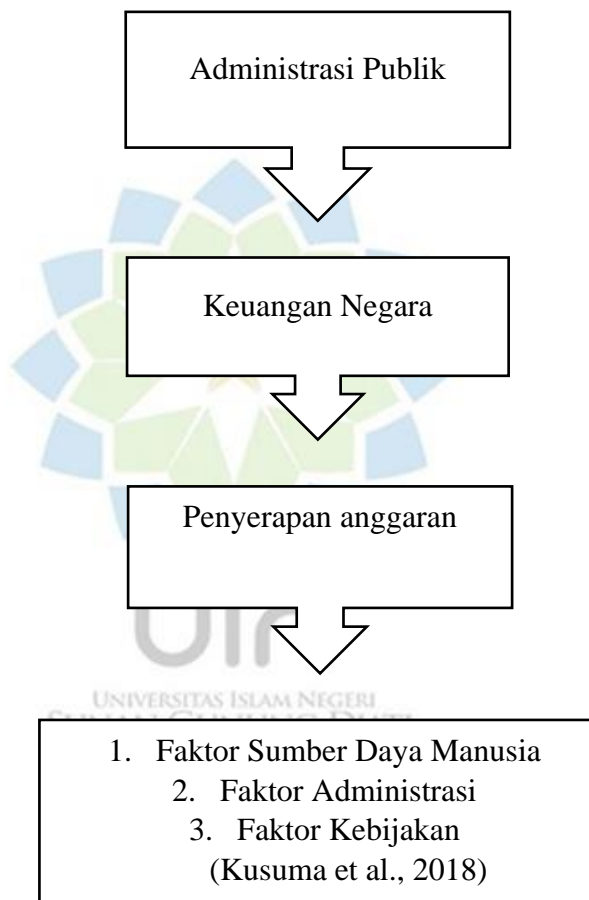 Administrasi Publik
Keuangan Negara
Penyerapan anggaran
UNIVERSITAS ISLAM NEGERI
1. Faktor Sumber Daya Manusia
2. Faktor Administrasi
3. Faktor Kebijakan
(Kusuma et al., 2018)